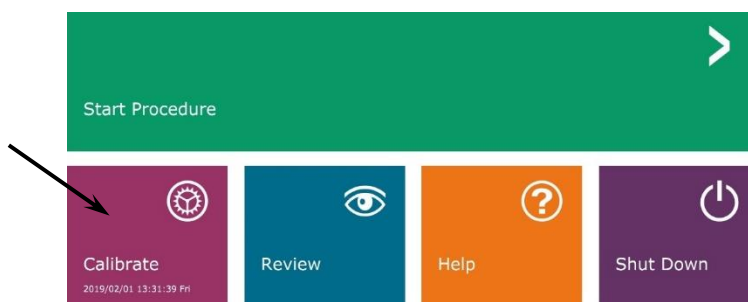 Start Procedure
Calibrate
2019/02/01 13:31:39 Fri
Review
Help
Shut Down